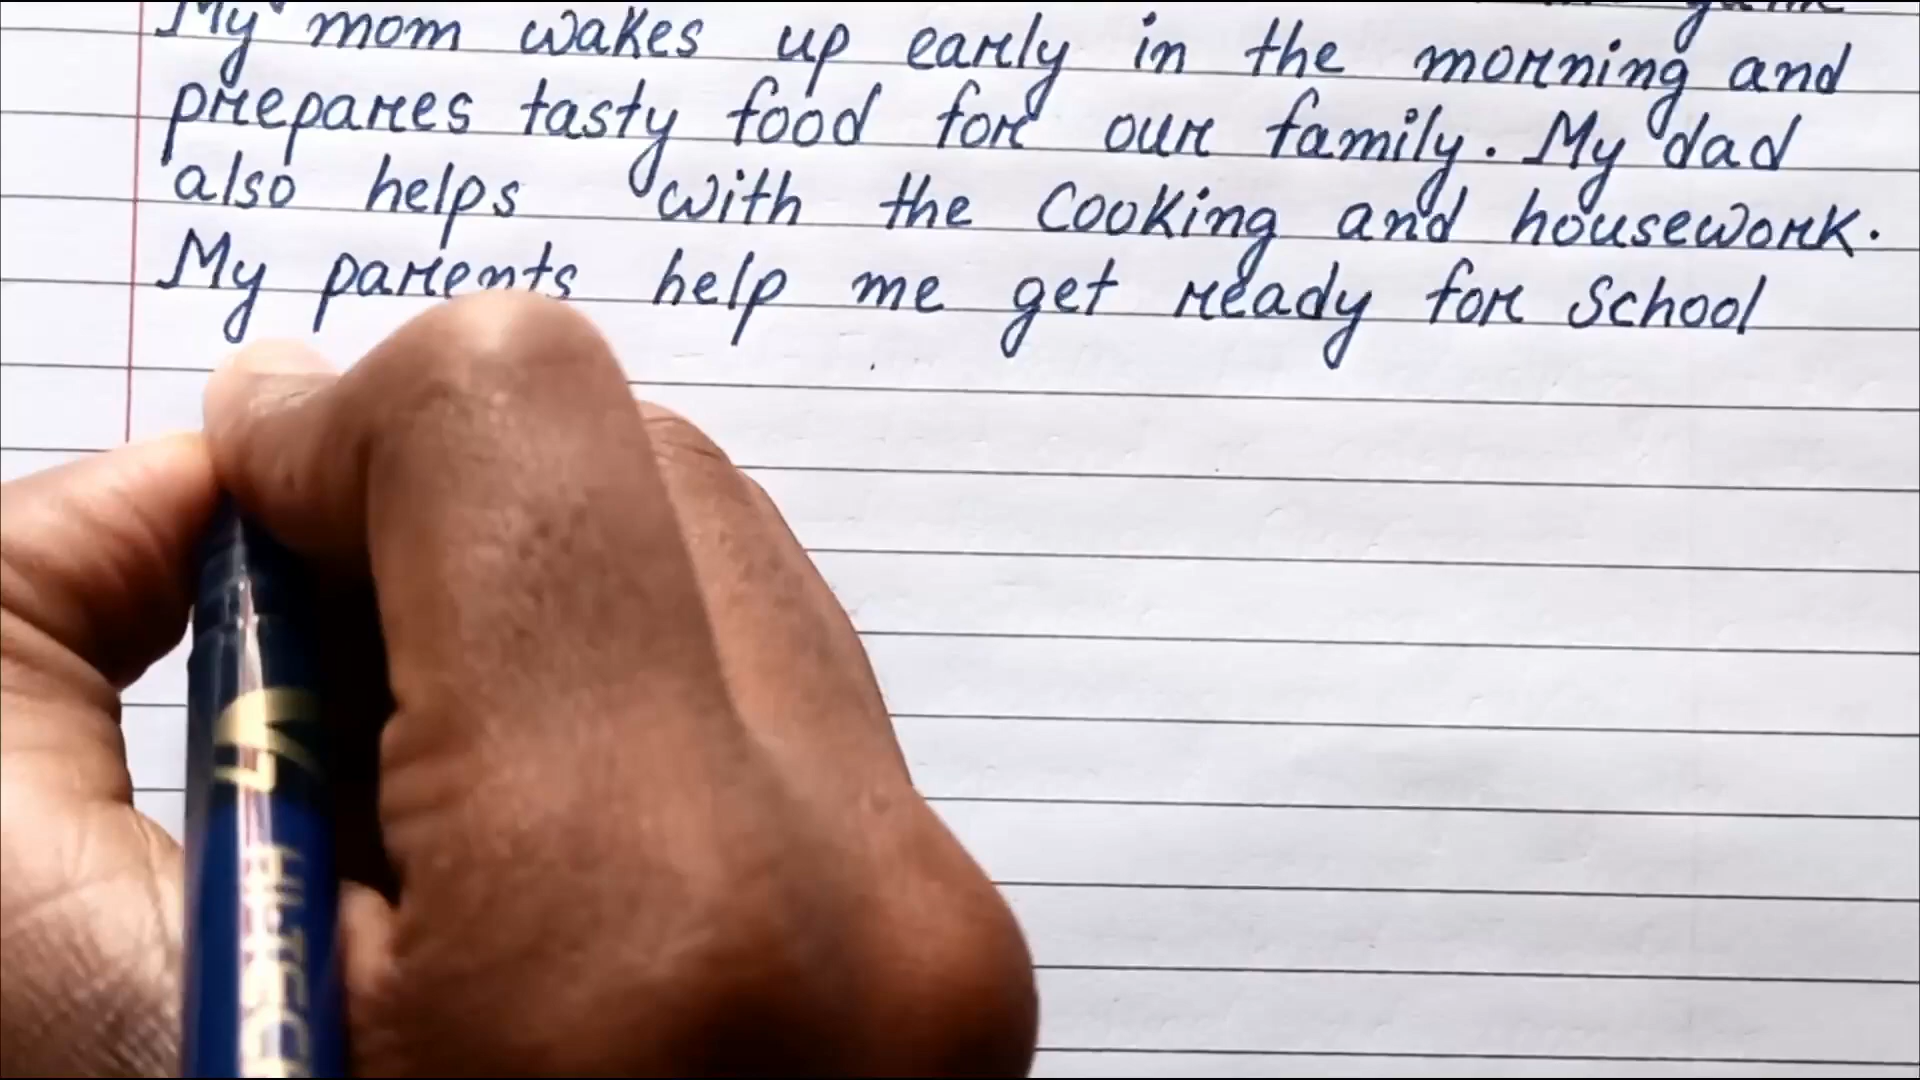 My mom wakes up early in the morning and
prepares tasty food for our family. My dad
also helps with the Cooking and housework.
My parents help me get ready for School